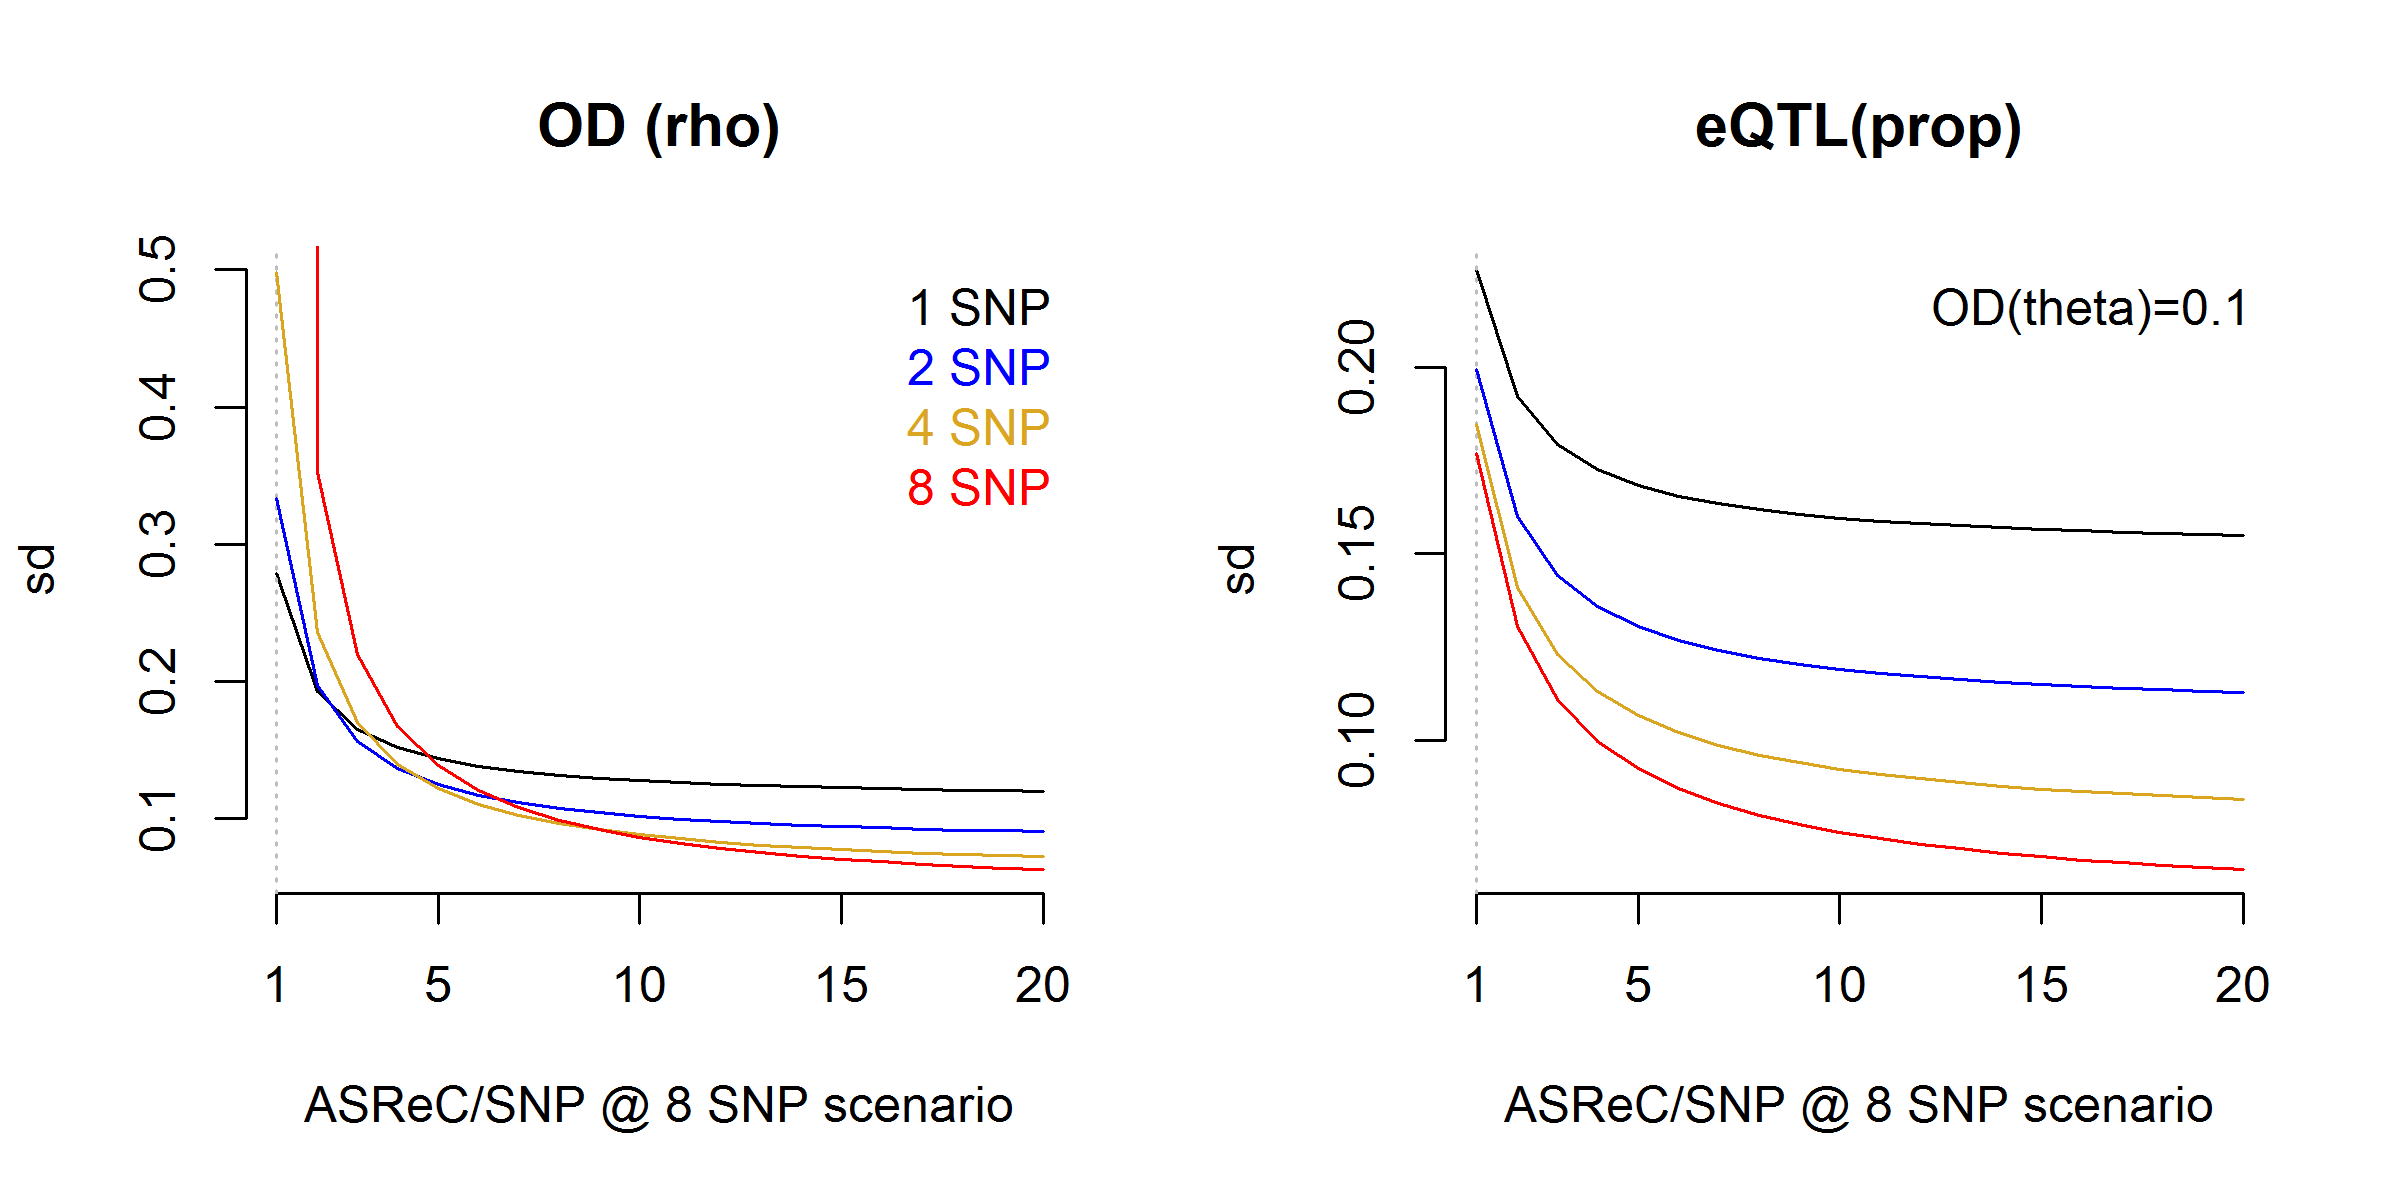 OD (rho)
sd
0.5
0.4
0.3
0.2
0.1
1 SNP
2 SNP
4 SNP
8 SNP
1 5 10 15 20
ASReC/SNP @ 8 SNP scenario
eQTL(prop)
sd
0.20
0.15
0.10
OD(theta)=0.1
1 5 10 15 20
ASReC/SNP @ 8 SNP scenario